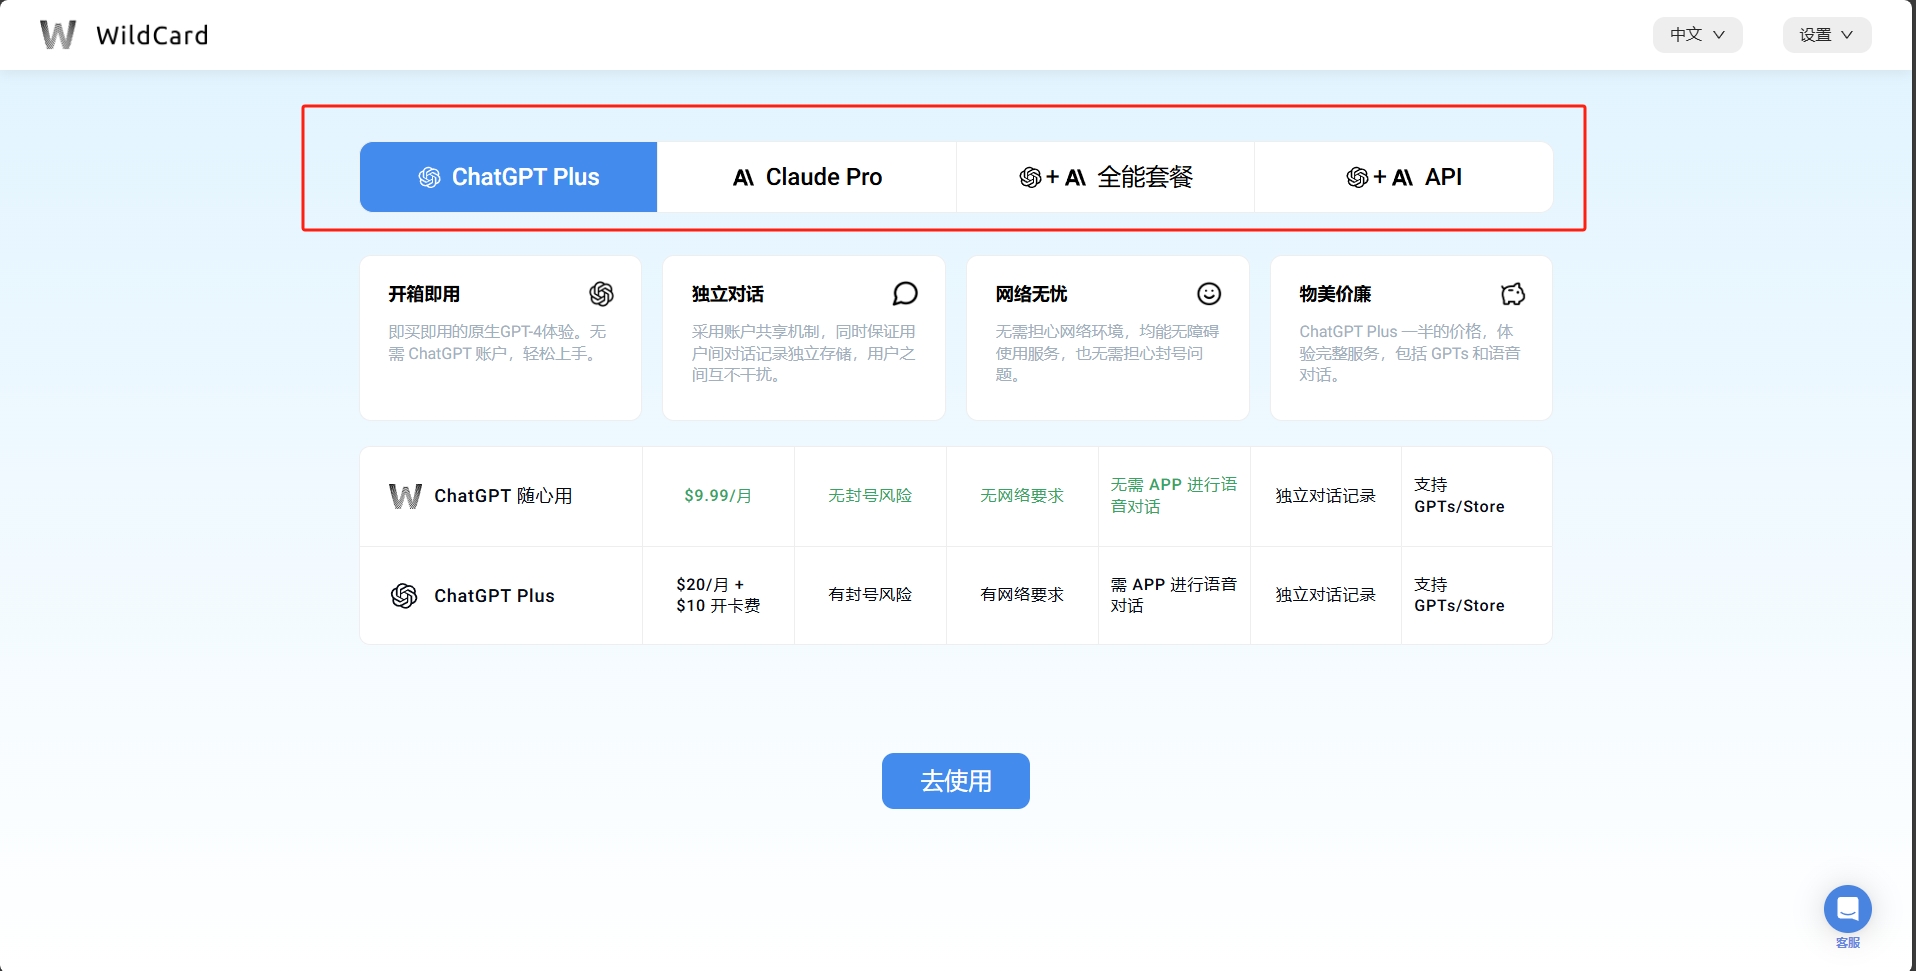 WildCard
中文
设置
ChatGPT Plus
Claude Pro
+ 全能套餐
+ API
开箱即用
即买即用的原生GPT-4体验。无
需 ChatGPT 账户，轻松上手。
独立对话
采用账户共享机制，同时保证用
户间对话记录独立存储，用户之
间互不干扰。
网络无忧
无需担心网络环境，均能无障碍
使用服务，也无需担心封号问
题。
物美价廉
ChatGPT Plus 一半的价格，体
验完整服务，包括 GPTs 和语音
对话。
ChatGPT 随心用
$9.99/月
无封号风险
无网络要求
无需 APP 进行语
音对话
独立对话记录
支持
GPTs/Store
ChatGPT Plus
$20/月 +
$10 开卡费
有封号风险
有网络要求
需 APP 进行语音
对话
独立对话记录
支持
GPTs/Store
去使用
客服